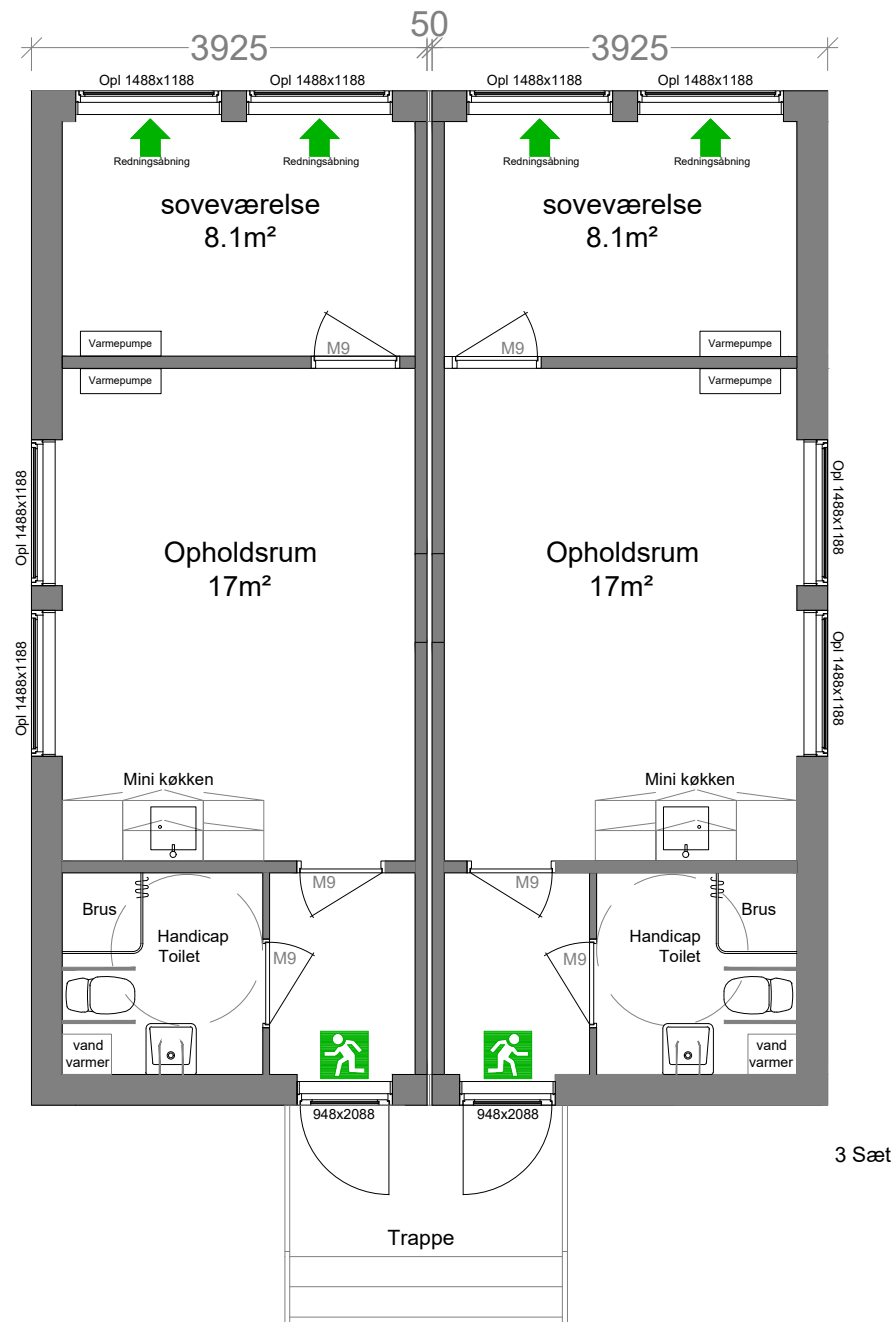 50
3925
3925
Opl 1488x1188
Opl 1488x1188
Opl 1488x1188
Opl 1488x1188
Redningsåbning
Redningsåbning
Redningsåbning
Redningsåbning
soveværelse
8.1m²
soveværelse
8.1m²
Varmepumpe
M9
M9
Varmepumpe
Varmepumpe
Varmepumpe
Opl 1488x1188
Opl 1488x1188
Opholdsrum
17m²
Opholdsrum
17m²
Opl 1488x1188
Opl 1488x1188
Mini køkken
Mini køkken
M9
M9
Brus
Handicap
Toilet
M9
M9
Handicap
Toilet
Brus
vand
varmer
vand
varmer
948x2088
948x2088
3 Sæt
Trappe